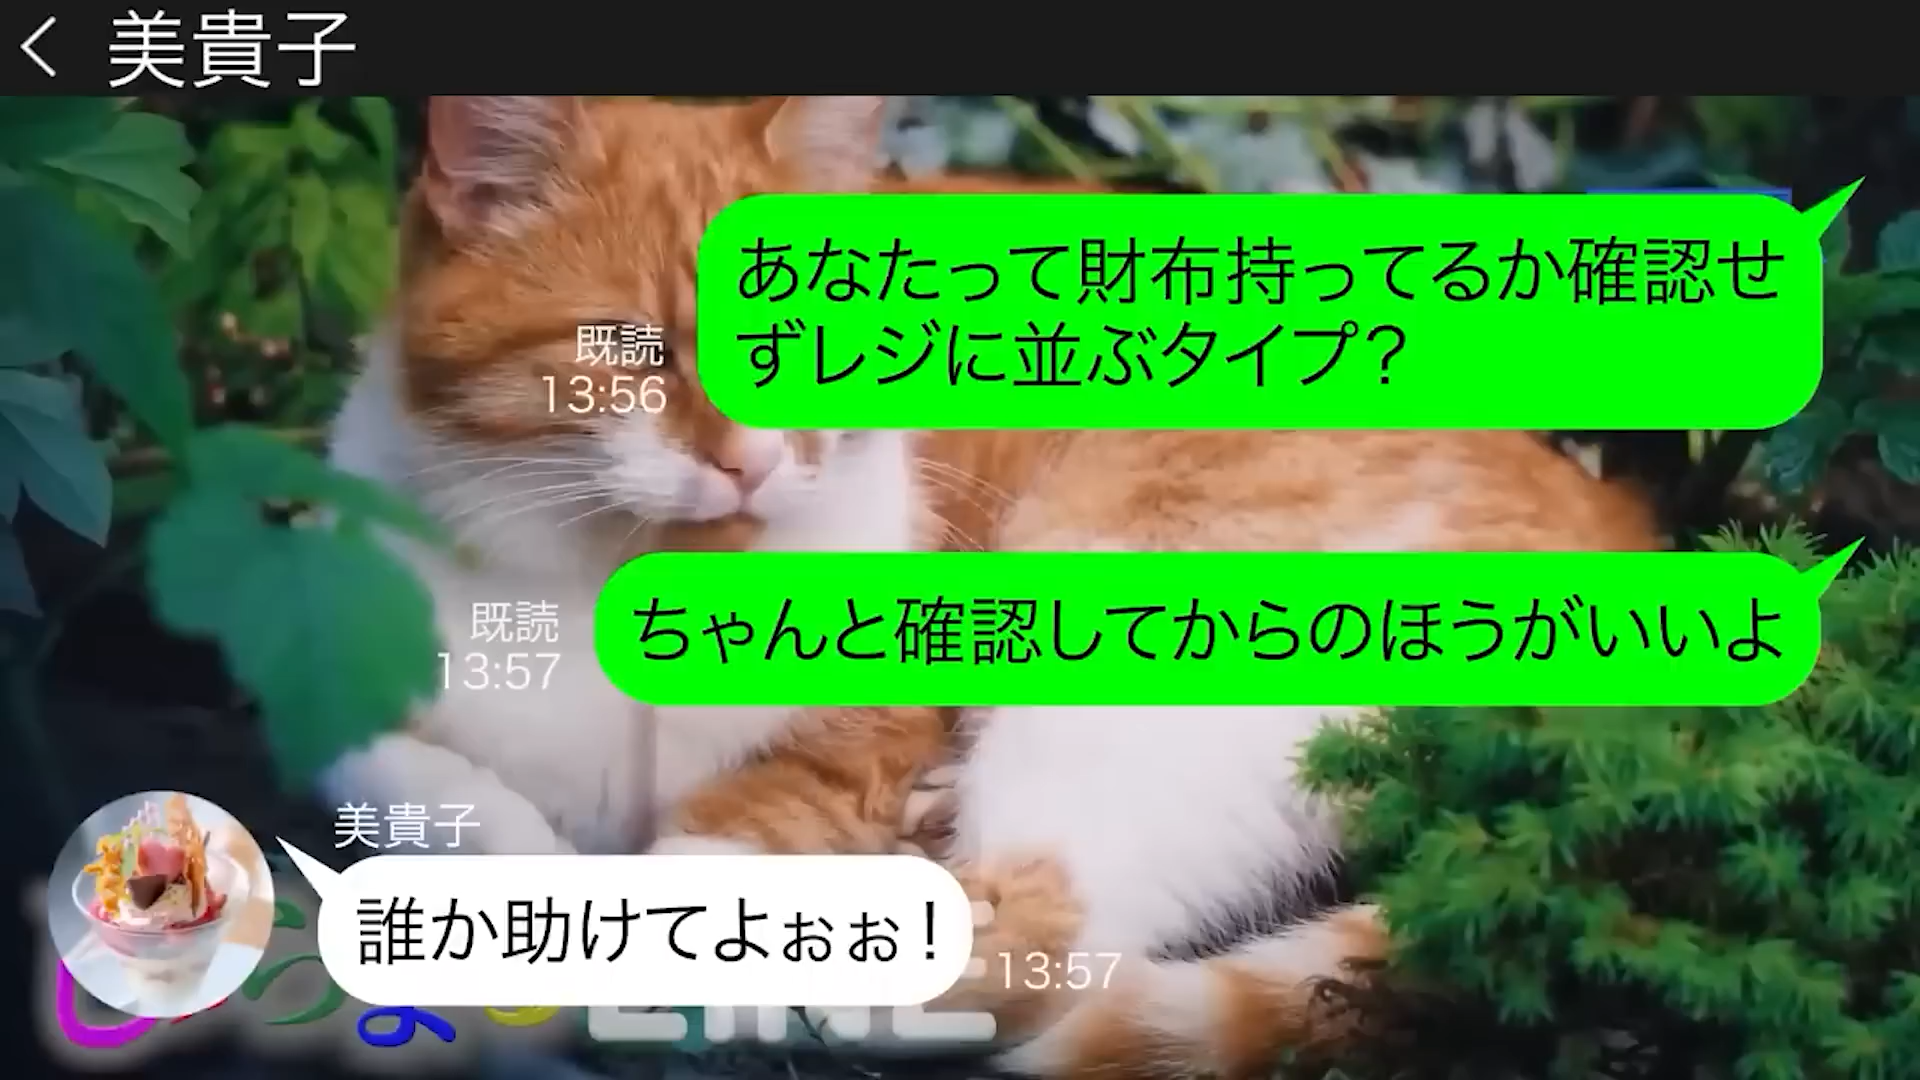 美貴子
あなたって財布持ってるか確認せ
ずレジに並ぶタイプ？
既読
13:56
ちゃんと確認してからのほうがいいよ
既読
13:57
美貴子
誰か助けてよぉぉ！
13:57
LINE